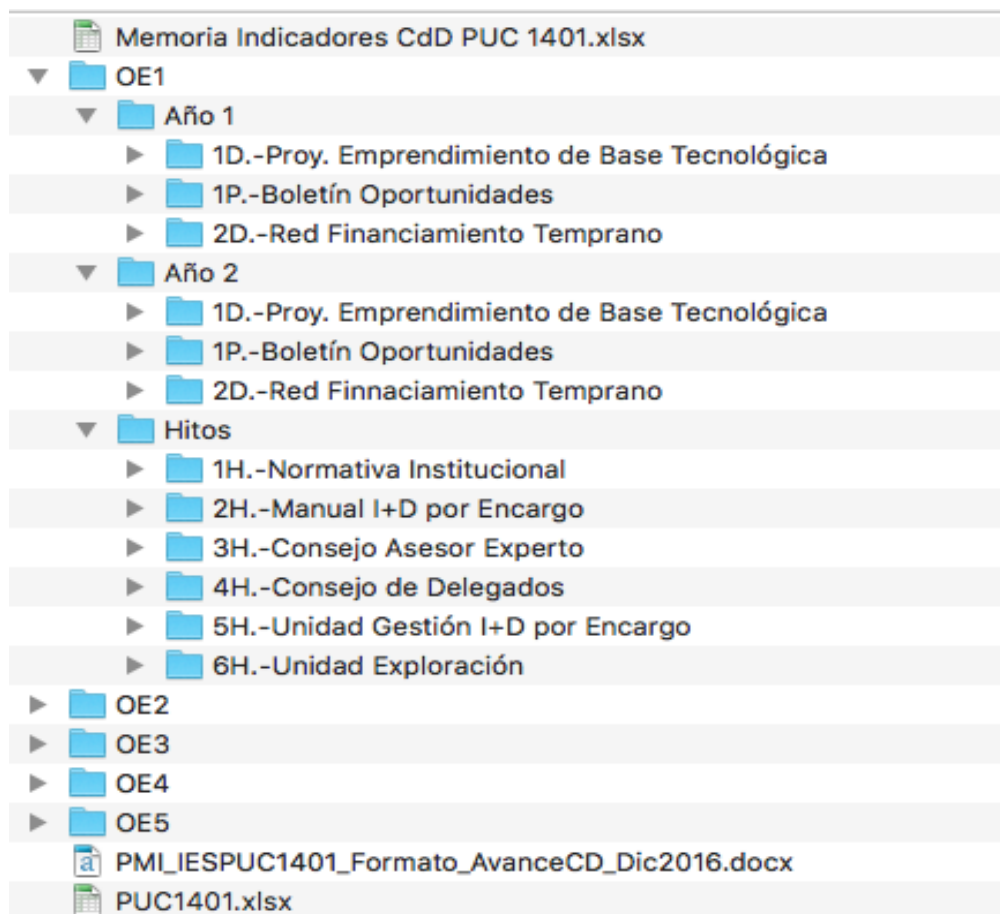 Memoria Indicadores CdD PUC 1401.xlsx
OE1
Año 1
1D.-Proy. Emprendimiento de Base Tecnológica
1P.-Boletín Oportunidades
2D.-Red Financiamiento Temprano
Año 2
1D.-Proy. Emprendimiento de Base Tecnológica
1P.-Boletín Oportunidades
2D.-Red Finnaciamiento Temprano
Hitos
1H.-Normativa Institucional
2H.-Manual I+D por Encargo
3H.-Consejo Asesor Experto
4H.-Consejo de Delegados
5H.-Unidad Gestión I+D por Encargo
6H.-Unidad Exploración
OE2
OE3
OE4
OE5
PMI_IESPUC1401_Formato_AvanceCD_Dic2016.docx
PUC1401.xlsx